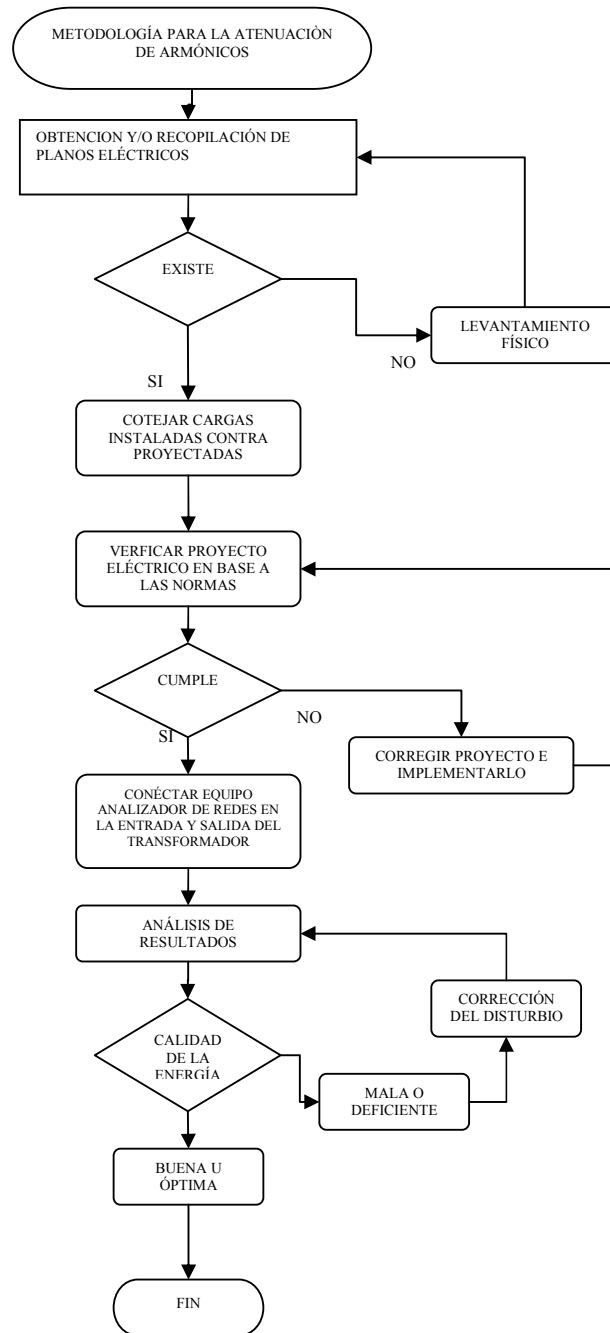 METODOLOGÍA PARA LA ATENUACIÒN
DE ARMÓNICOS
OBTENCION Y/O RECOPILACIÓN DE
PLANOS ELÉCTRICOS
EXISTE
LEVANTAMIENTO
FÍSICO
NO
SI
COTEJAR CARGAS
INSTALADAS CONTRA
PROYECTADAS
VERFICAR PROYECTO
ELÉCTRICO EN BASE A
LAS NORMAS
CUMPLE
NO
SI
CORREGIR PROYECTO E
IMPLEMENTARLO
CONÉCTAR EQUIPO
ANALIZADOR DE REDES EN
LA ENTRADA Y SALIDA DEL
TRANSFORMADOR
ANÁLISIS DE
RESULTADOS
CORRECCIÓN
DEL DISTURBIO
CALIDAD
DE LA
ENERGÍA
MALA O
DEFICIENTE
BUENA U
ÓPTIMA
FIN